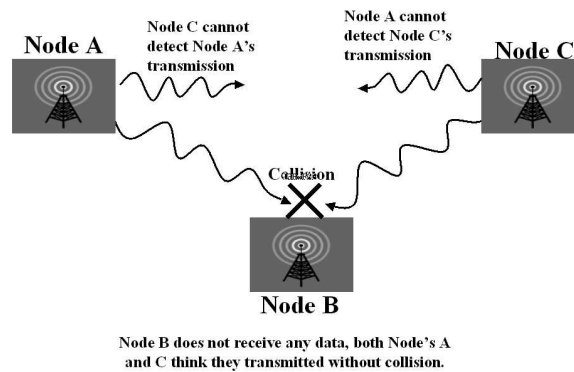 Node A
Node C cannot
detect Node A's
transmission
Node A cannot
detect Node C's
transmission
Node C
Collision
Node B
Node B does not receive any data, both Node's A
and C think they transmitted without collision.